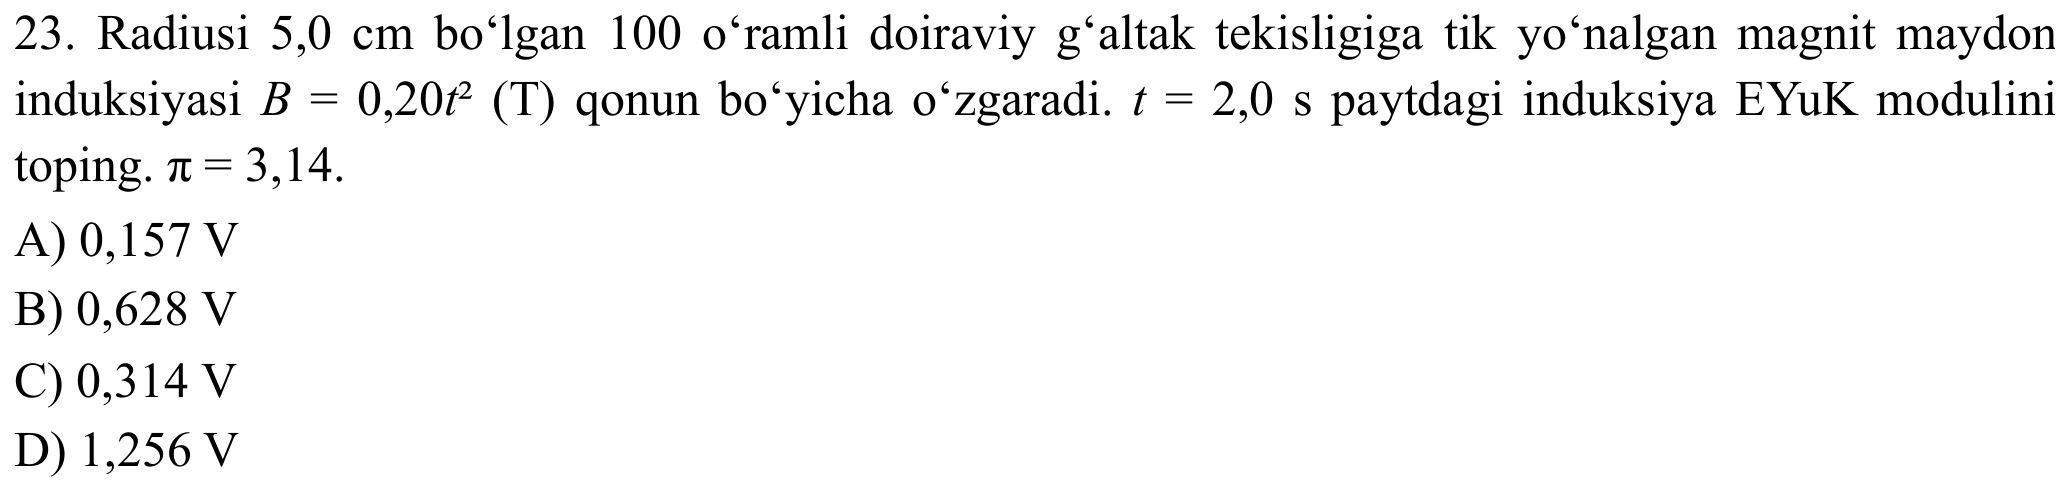 23. Radiusi 5,0 cm bo‘lgan 100 o‘ramli doiraviy g‘altak tekisligiga tik yo‘nalgan magnit maydon
induksiyasi B = 0,20t² (T) qonun bo‘yicha o‘zgaradi. t = 2,0 s paytdagi induksiya EYuK modulini
toping. π = 3,14.
A) 0,157 V
B) 0,628 V
C) 0,314 V
D) 1,256 V